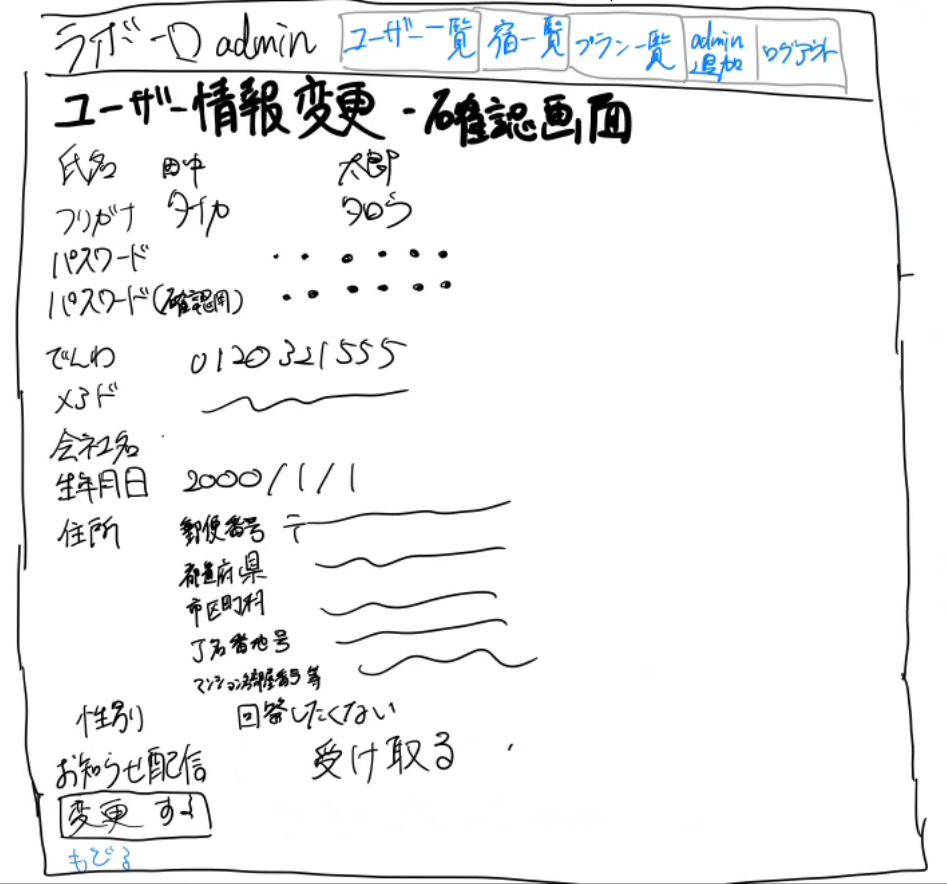 ラボーロ admin ユーザー一覧 宿一覧 プラン一覧 admin追加 ログアウト
ユーザー情報変更 - 確認画面
氏名 田中 太郎
フリガナ タナカ タロウ
パスワード ・・・・・・
パスワード(確認用) ・・・・・・
でんわ 0120321555
メアド
会社名
生年月日 2000/1/1
住所 郵便番号 〒
都道府県
市区町村
丁名番地号
マンション名部屋番号等
性別 回答したくない
お知らせ配信 受け取る
変更する
もどる